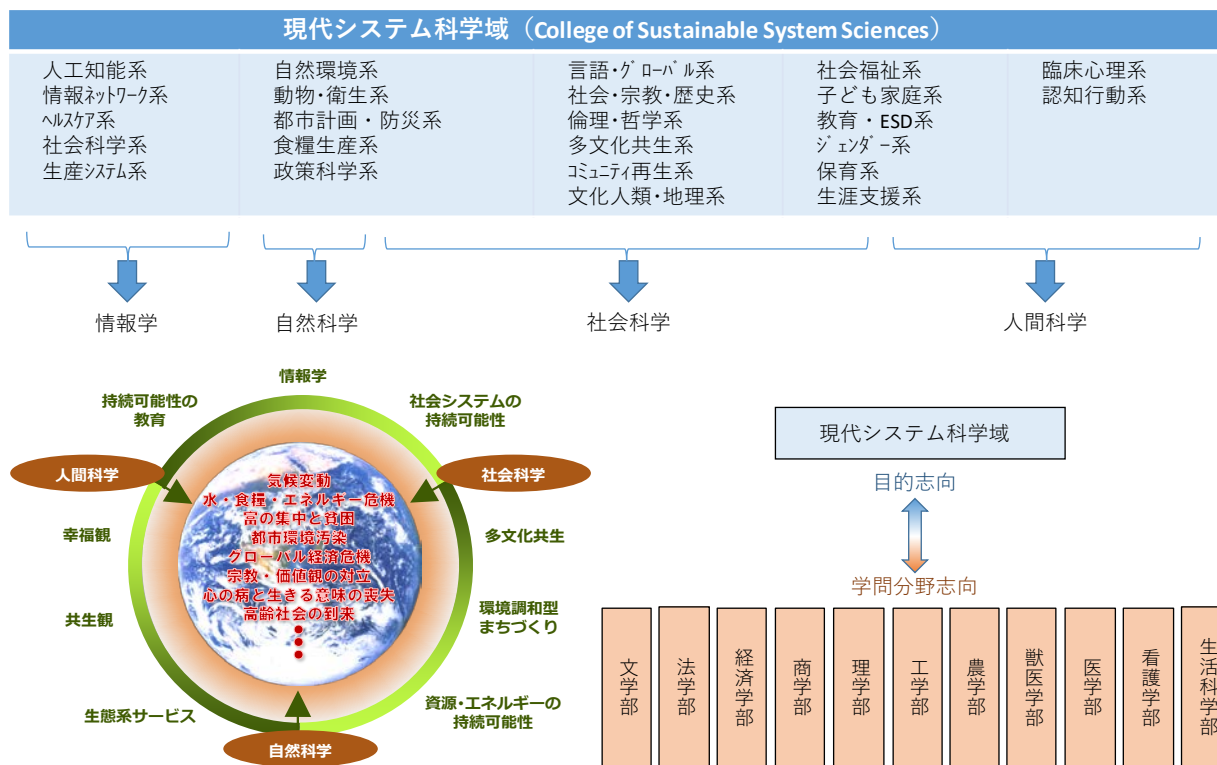 現代システム科学域（College of Sustainable System Sciences）
人工知能系
情報ﾈｯﾄﾜｰｸ系
ﾍﾙｽｹｱ系
社会科学系
生産ｼｽﾃﾑ系
自然環境系
動物・衛生系
都市計画・防災系
食糧生産系
政策科学系
言語・ｸﾞﾛｰﾊﾞﾙ系
社会・宗教・歴史系
倫理・哲学系
多文化共生系
ｺﾐｭﾆﾃｨ再生系
文化人類・地理系
社会福祉系
子ども家庭系
教育・ESD系
ｼﾞｪﾝﾀﾞｰ系
保育系
生涯支援系
臨床心理系
認知行動系
情報学
自然科学
社会科学
人間科学
情報学
持続可能性の
教育
社会システムの
持続可能性
人間科学
社会科学
気候変動
水・食糧・エネルギー危機
富の集中と貧困
都市環境汚染
グローバル経済危機
宗教・価値観の対立
心の病と生きる意味の喪失
高齢社会の到来
幸福観
多文化共生
共生観
環境調和型
まちづくり
生態系サービス
資源・エネルギーの
持続可能性
自然科学
現代システム科学域
目的志向
学問分野志向
文学部
法学部
経済学部
商学部
理学部
工学部
農学部
獣医学部
医学部
看護学部
生活科学部